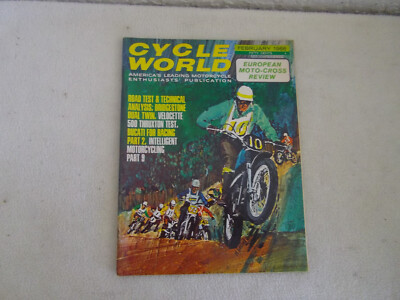 CYCLE
WORLD
FEBRUARY 1966
AMERICA'S LEADING MOTORCYCLE
ENTHUSIASTS' PUBLICATION
EUROPEAN
MOTO-CROSS
REVIEW
ROAD TEST & TECHNICAL
ANALYSIS: BRIDGESTONE
DUAL TWIN. VELOCETTE
500 THRUXTON TEST.
DUCATI FOR RACING
PART 2. INTELLIGENT
MOTORCYCLING
PART 9
10
10